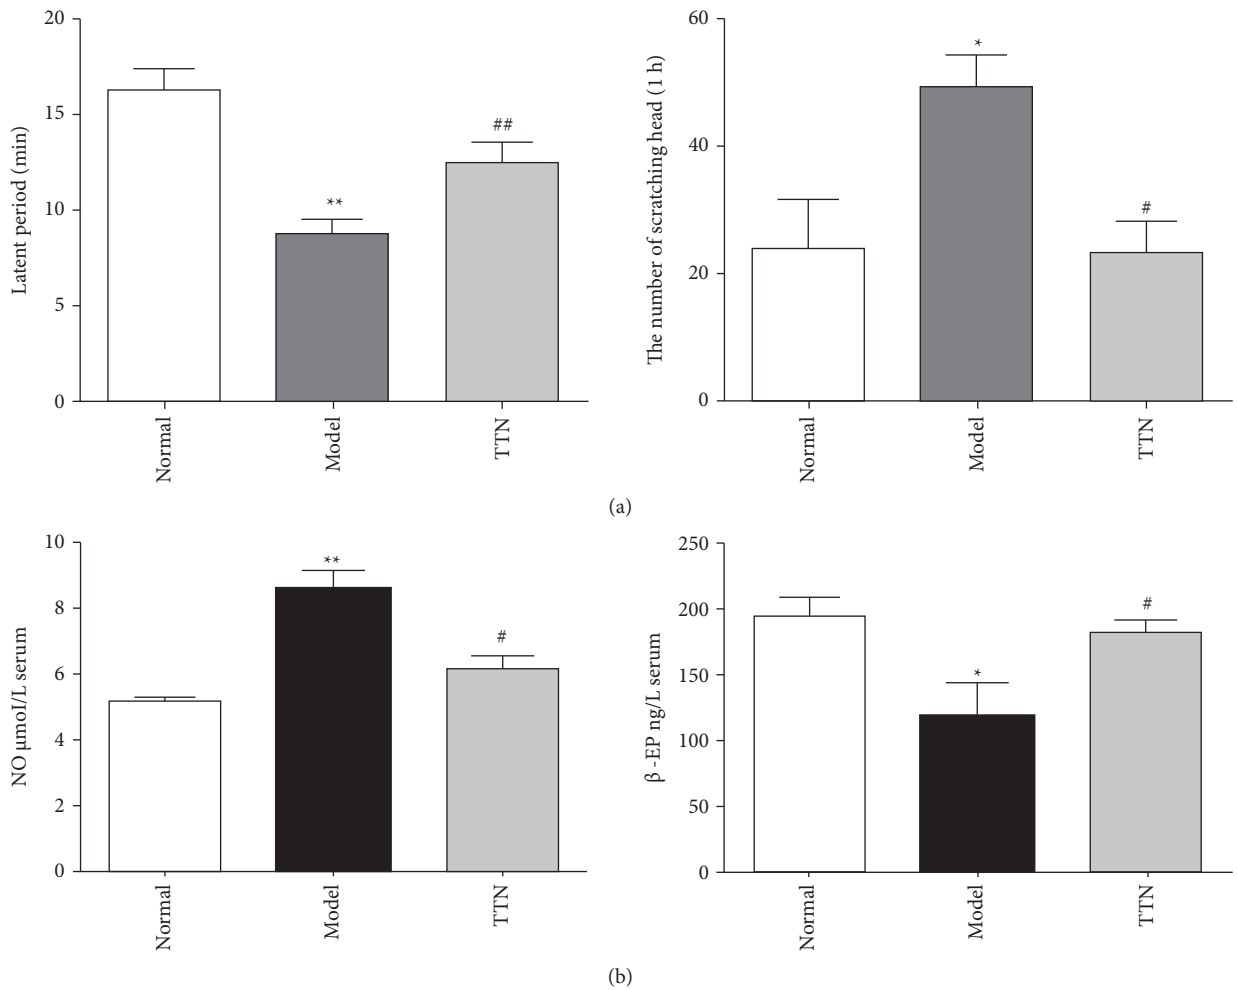 20
15
10
5
0
Latent period (min)
**
##
Normal
Model
TTN
60
40
20
0
The number of scratching head (1 h)
*
#
Normal
Model
TTN
(a)
10
8
6
4
2
0
NO μmoI/L serum
**
#
Normal
Model
TTN
250
200
150
100
50
0
β -EP ng/L serum
*
#
Normal
Model
TTN
(b)